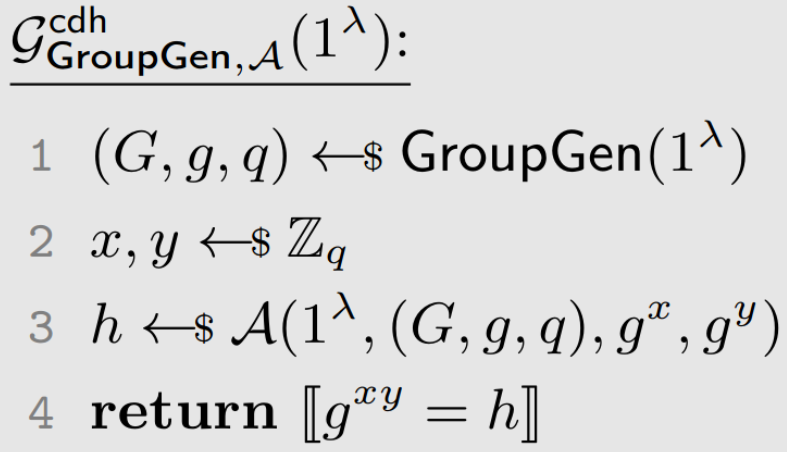 𝒢^cdh_GroupGen,𝒜(1^λ):
1 (G, g, q) ←$ GroupGen(1^λ)
2 x, y ←$ ℤ_q
3 h ←$ 𝒜(1^λ, (G, g, q), g^x, g^y)
4 return ⟦g^xy = h⟧